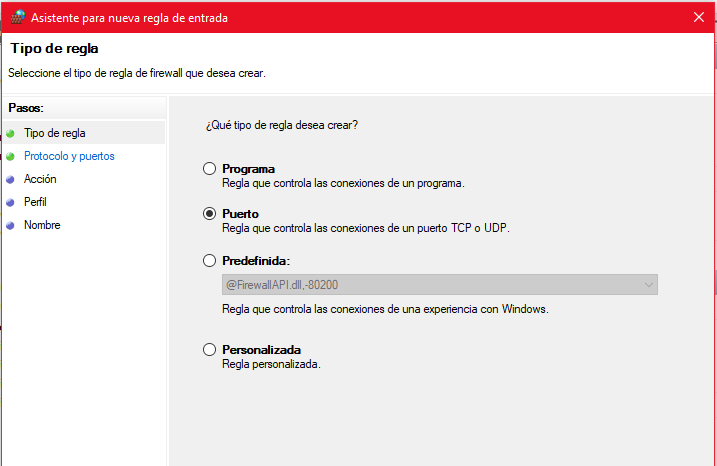 Asistente para nueva regla de entrada
Tipo de regla
Seleccione el tipo de regla de firewall que desea crear.
Pasos:
Tipo de regla
Protocolo y puertos
Acción
Perfil
Nombre
¿Qué tipo de regla desea crear?
Programa
Regla que controla las conexiones de un programa.
Puerto
Regla que controla las conexiones de un puerto TCP o UDP.
Predefinida:
@FirewallAPI.dll,-80200
Regla que controla las conexiones de una experiencia con Windows.
Personalizada
Regla personalizada.